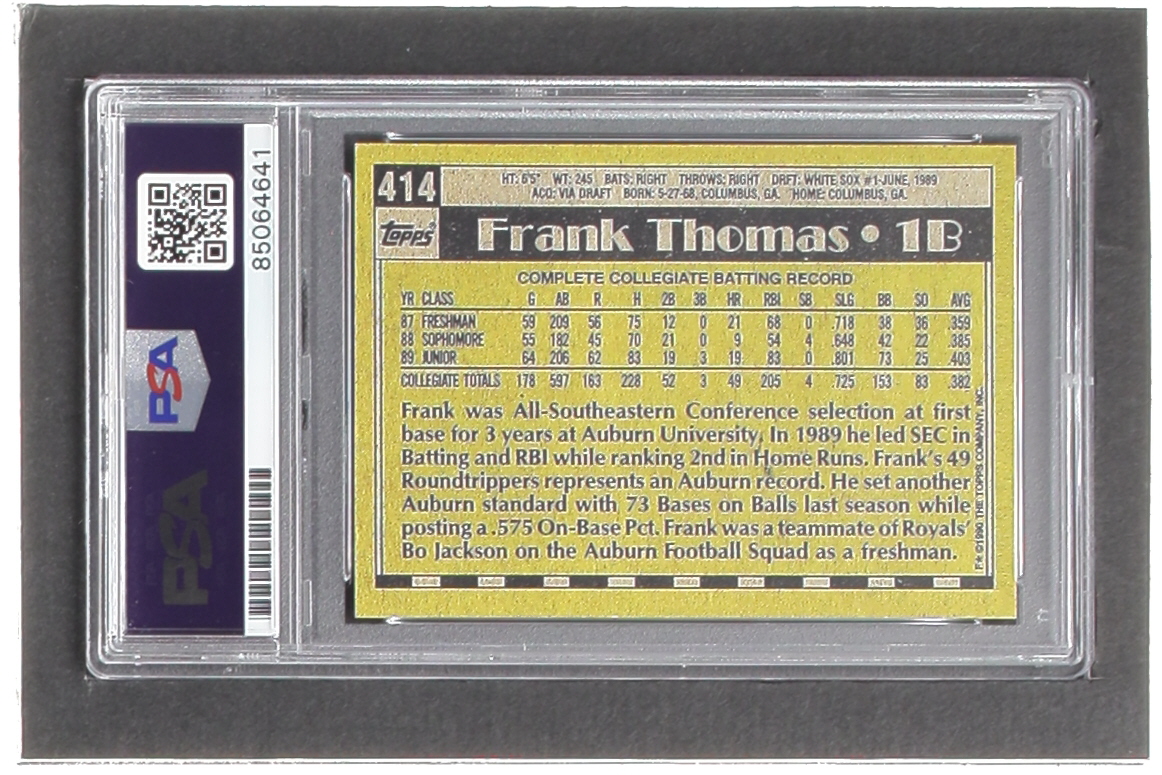 85064641
PSA
PSA
414
HT: 6'5" WT: 245 BATS: RIGHT THROWS: RIGHT DRFT: WHITE SOX #1-JUNE, 1989
ACQ: VIA DRAFT BORN: 5-27-68, COLUMBUS, GA. HOME: COLUMBUS, GA.
Topps
Frank Thomas • 1B
COMPLETE COLLEGIATE BATTING RECORD
YR CLASS G AB R H 2B 3B HR RBI SB SLG BB SO AVG
87 FRESHMAN 59 209 56 75 12 0 21 68 0 .718 38 36 .359
88 SOPHOMORE 55 182 45 70 21 0 9 54 4 .648 42 22 .385
89 JUNIOR 64 206 62 83 19 3 19 83 0 .801 73 25 .403
COLLEGIATE TOTALS 178 597 163 228 52 3 49 205 4 .725 153 83 .382
Frank was All-Southeastern Conference selection at first
base for 3 years at Auburn University. In 1989 he led SEC in
Batting and RBI while ranking 2nd in Home Runs. Frank's 49
Roundtrippers represents an Auburn record. He set another
Auburn standard with 73 Bases on Balls last season while
posting a .575 On-Base Pct. Frank was a teammate of Royals'
Bo Jackson on the Auburn Football Squad as a freshman.
©1990 THE TOPPS COMPANY, INC.